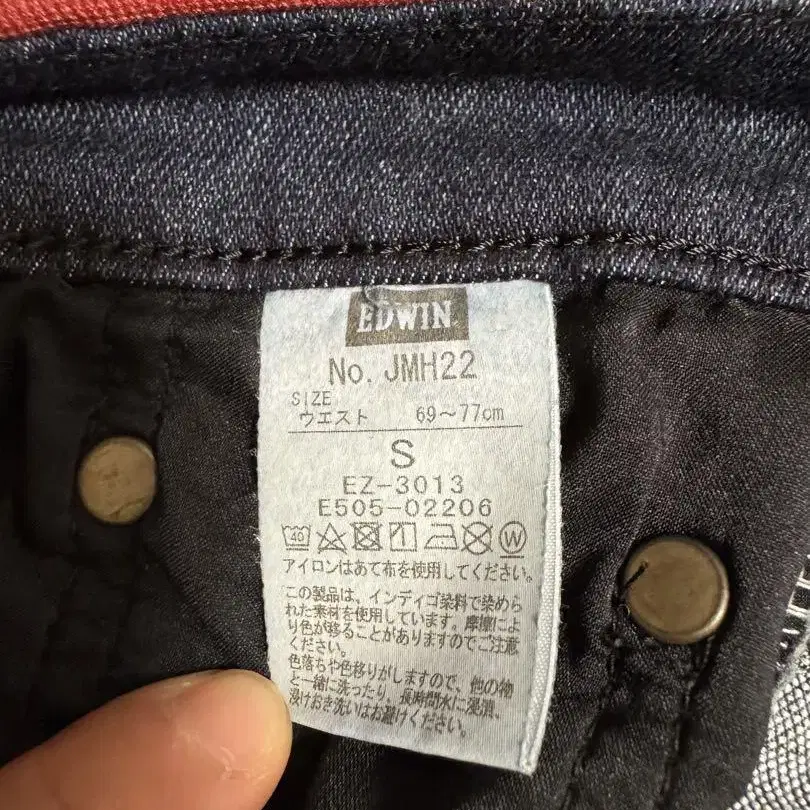 EDWIN
No. JMH22
SIZE
ウエスト 69～77cm
S
EZ-3013
E505-02206
40
W
アイロンはあて布を使用してください。
この製品は、インディゴ染料で染めら
れた素材を使用しています。摩擦によ
り色が移ることがありますのでご注意
ください。
色落ちや色移りがしますので、他の物
と一緒に洗ったり、長時間水に浸漬、
浸けおき洗いはお避けください。